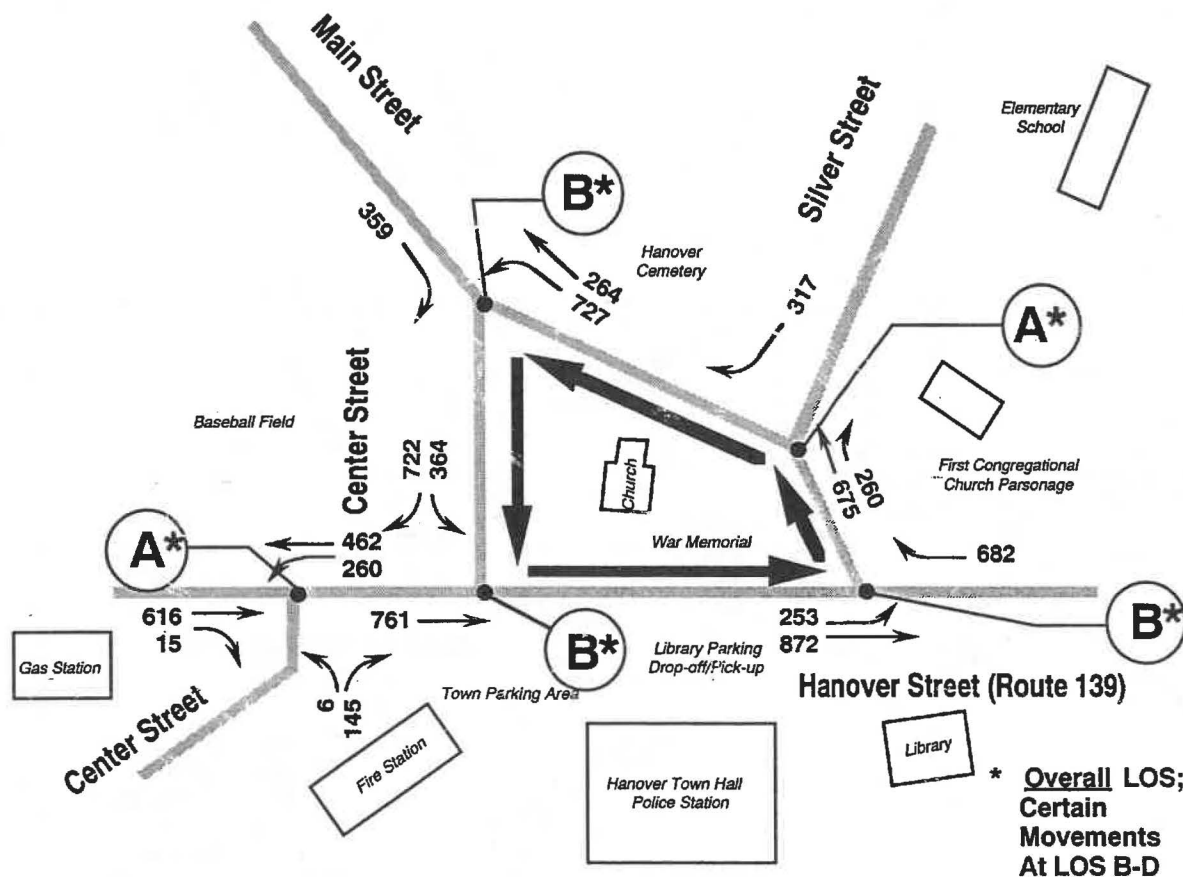 Main Street
Silver Street
Elementary
School
B*
359
264
727
Hanover
Cemetery
317
A*
Center Street
Baseball Field
722
364
Church
260
675
First Congregational
Church Parsonage
A*
462
260
War Memorial
682
616
15
761
253
872
B*
B*
Gas Station
Library Parking
Drop-off/Pick-up
Hanover Street (Route 139)
Center Street
6
145
Town Parking Area
Fire Station
Hanover Town Hall
Police Station
Library
* Overall LOS;
Certain
Movements
At LOS B-D